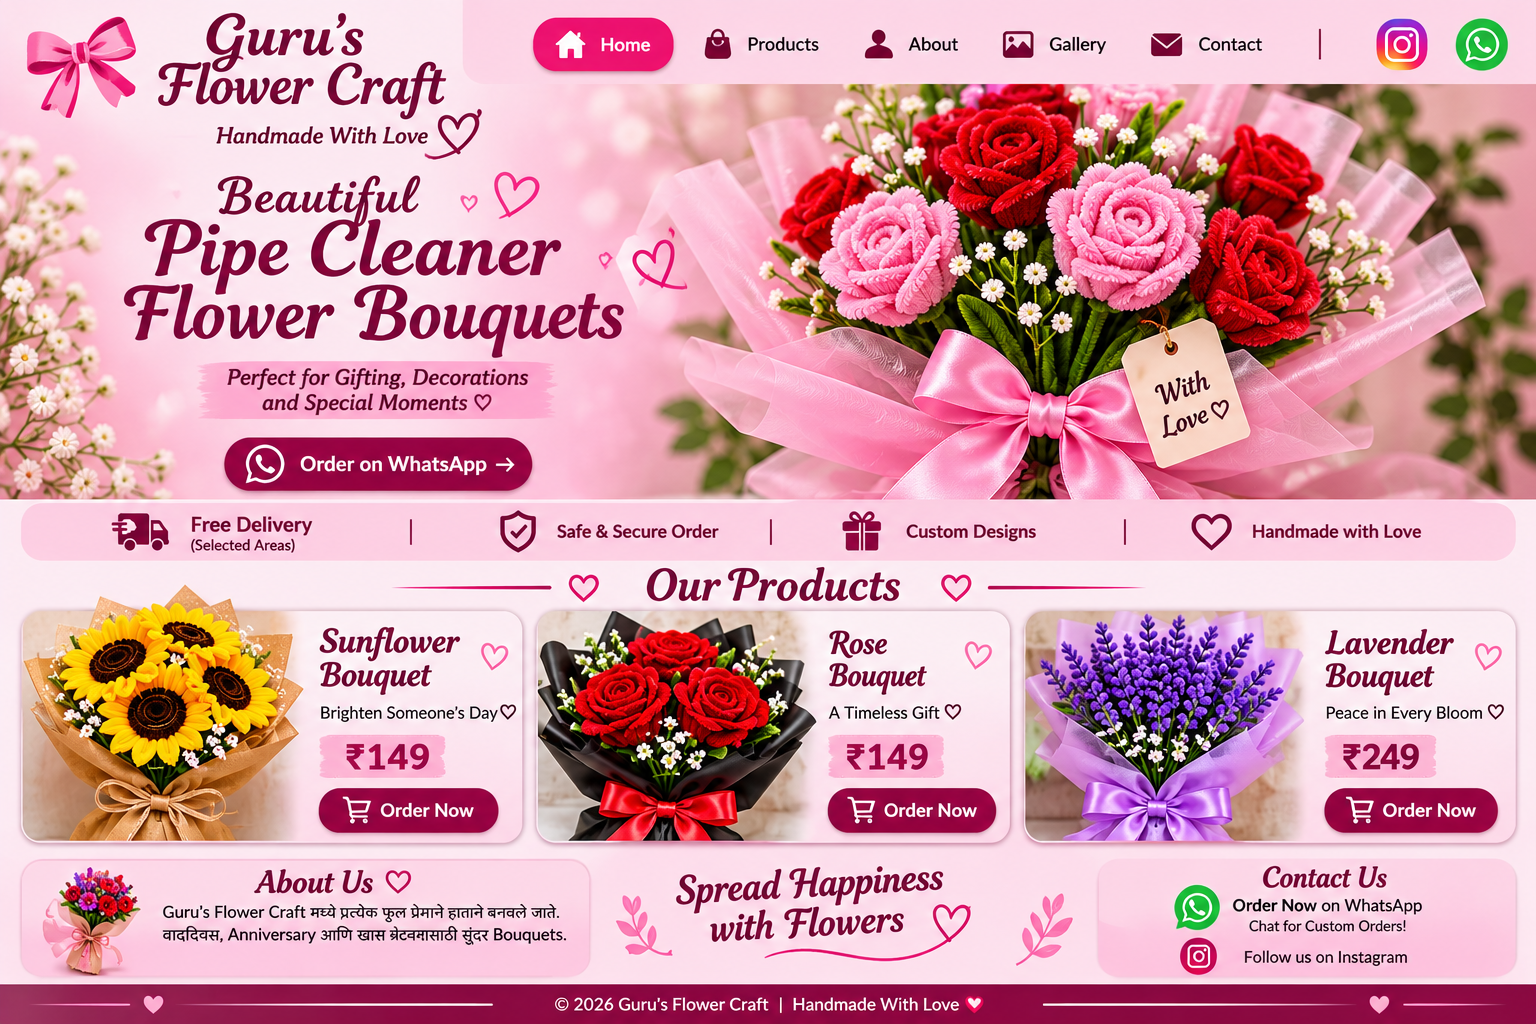 Guru's
Flower Craft
Handmade With Love
Home
Products
About
Gallery
Contact
Beautiful
Pipe Cleaner
Flower Bouquets
Perfect for Gifting, Decorations
and Special Moments ♡
Order on WhatsApp →
With
Love ♡
Free Delivery
(Selected Areas)
Safe & Secure Order
Custom Designs
Handmade with Love
Our Products
Sunflower
Bouquet
Brighten Someone's Day ♡
₹149
Order Now
Rose
Bouquet
A Timeless Gift ♡
₹149
Order Now
Lavender
Bouquet
Peace in Every Bloom ♡
₹249
Order Now
About Us
Guru's Flower Craft मध्ये प्रत्येक फुल प्रेमाने हाताने बनवले जाते.
वाददिवस, Anniversary आणि खास सुंदर Bouquets.
Spread Happiness
with Flowers
Contact Us
Order Now on WhatsApp
Chat for Custom Orders!
Follow us on Instagram
© 2026 Guru's Flower Craft | Handmade With Love